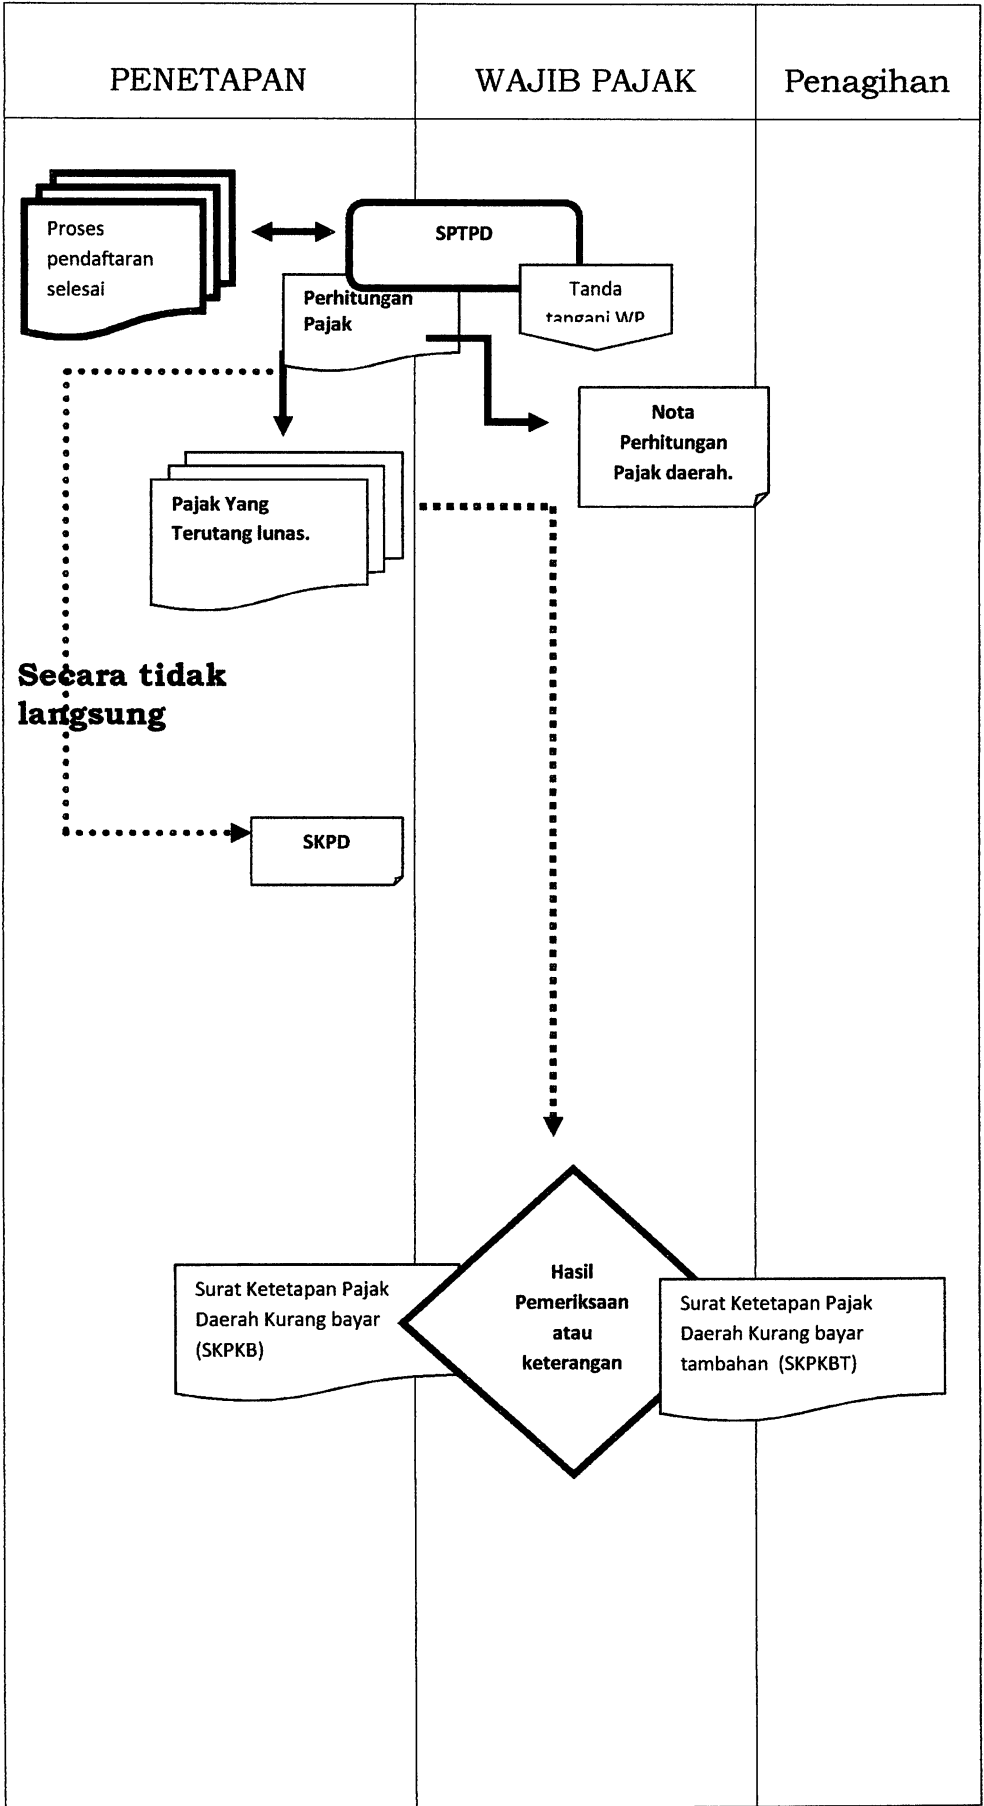 PENETAPAN
WAJIB PAJAK
Penagihan
Proses
pendaftaran
selesai
SPTPD
Tanda
tangani WP
Perhitungan
Pajak
Nota
Perhitungan
Pajak daerah.
Pajak Yang
Terutang lunas.
Secara tidak
langsung
SKPD
Hasil
Pemeriksaan
atau
keterangan
Surat Ketetapan Pajak
Daerah Kurang bayar
(SKPKB)
Surat Ketetapan Pajak
Daerah Kurang bayar
tambahan (SKPKBT)